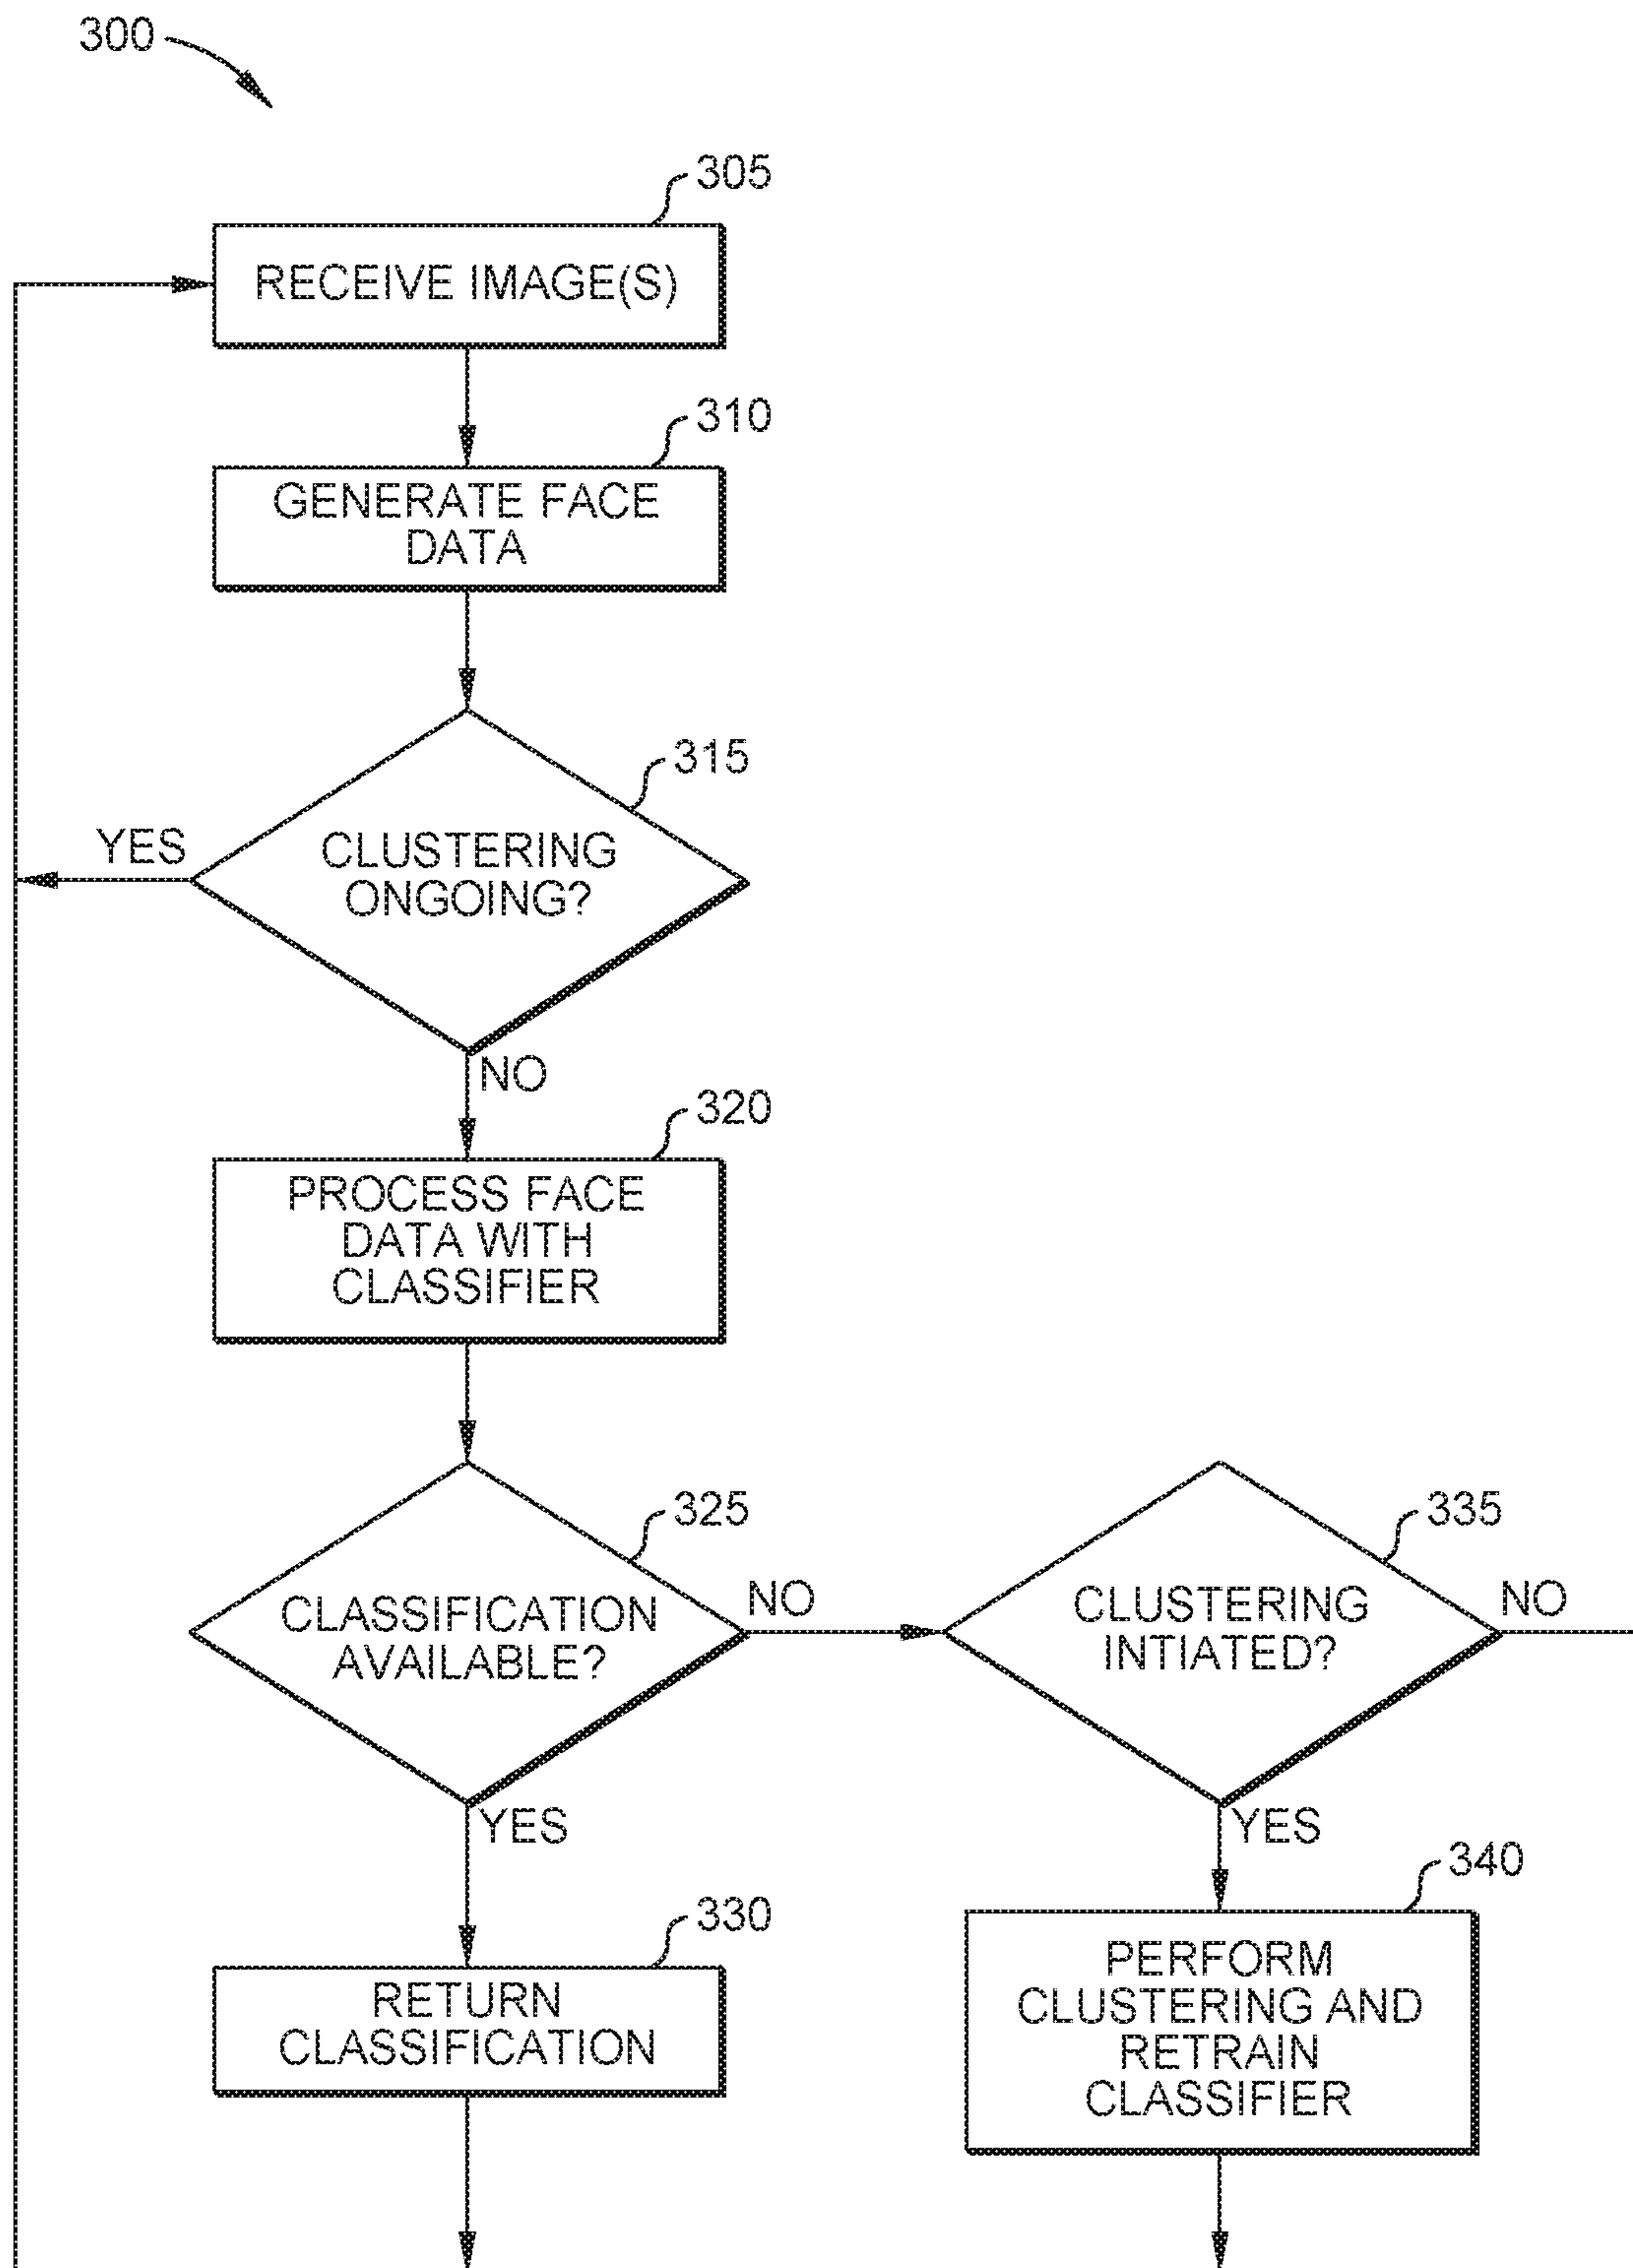 300
305
RECEIVE IMAGE(S)
310
GENERATE FACE
DATA
315
YES
CLUSTERING
ONGOING?
NO
320
PROCESS FACE
DATA WITH
CLASSIFIER
325
CLASSIFICATION
AVAILABLE?
NO
335
CLUSTERING
INTIATED?
NO
YES
330
RETURN
CLASSIFICATION
YES
340
PERFORM
CLUSTERING AND
RETRAIN
CLASSIFIER